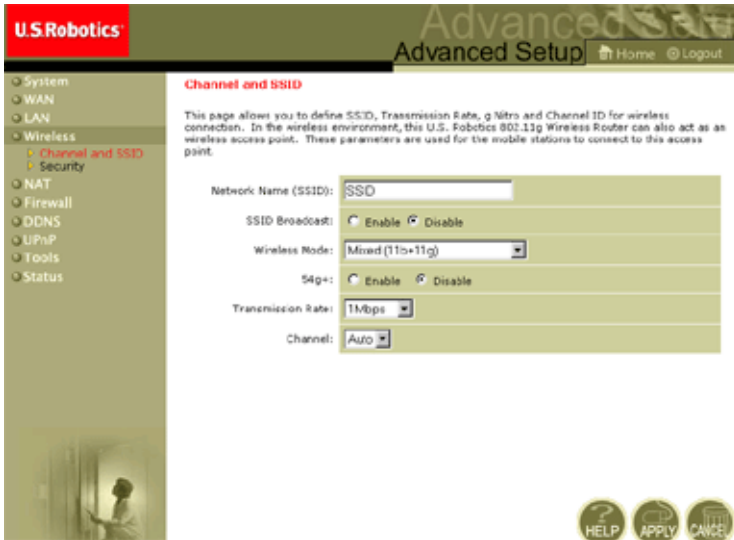 U.S.Robotics
Advanced Setup
Advanced Setup
Home
Logout
System
WAN
LAN
Wireless
Channel and SSID
Security
NAT
Firewall
DDNS
UPnP
Tools
Status
Channel and SSID
This page allows you to define SSID, Transmission Rate, g Nitro and Channel ID for wireless
connection. In the wireless environment, this U.S. Robotics 802.11g Wireless Router can also act as an
wireless access point. These parameters are used for the mobile stations to connect to this access
point.
Network Name (SSID): SSD
SSID Broadcast: Enable Disable
Wireless Mode: Mixed (11b+11g)
54g+: Enable Disable
Transmission Rate: 1Mbps
Channel: Auto
HELP APPLY CANCEL